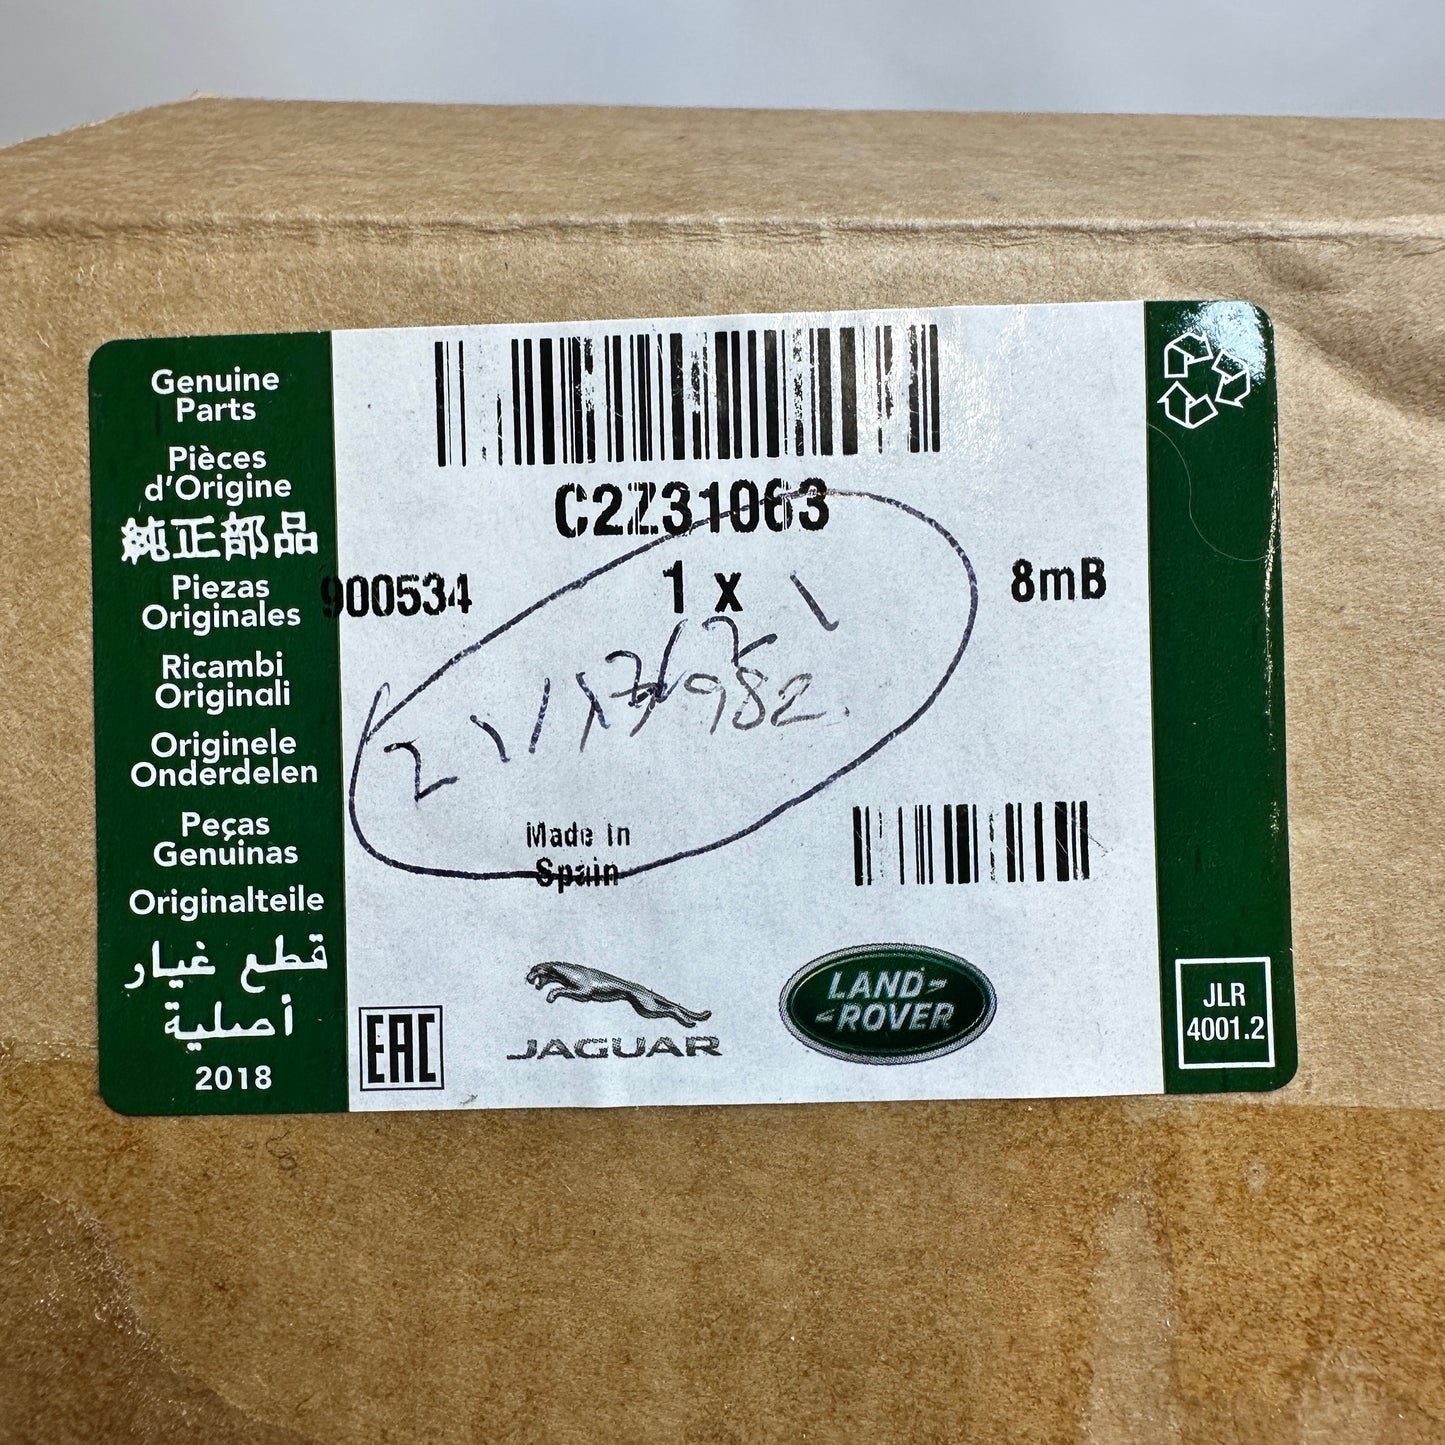 Genuine
Parts
Pièces
d'Origine
純正部品
Piezas
Originales
Ricambi
Originali
Originele
Onderdelen
Peças
Genuinas
Originalteile
قطع غيار
أصلية
2018
C2Z31063
900534
1 x
8mB
982
Made In
Spain
EAC
JAGUAR
LAND-
-ROVER
JLR
4001.2